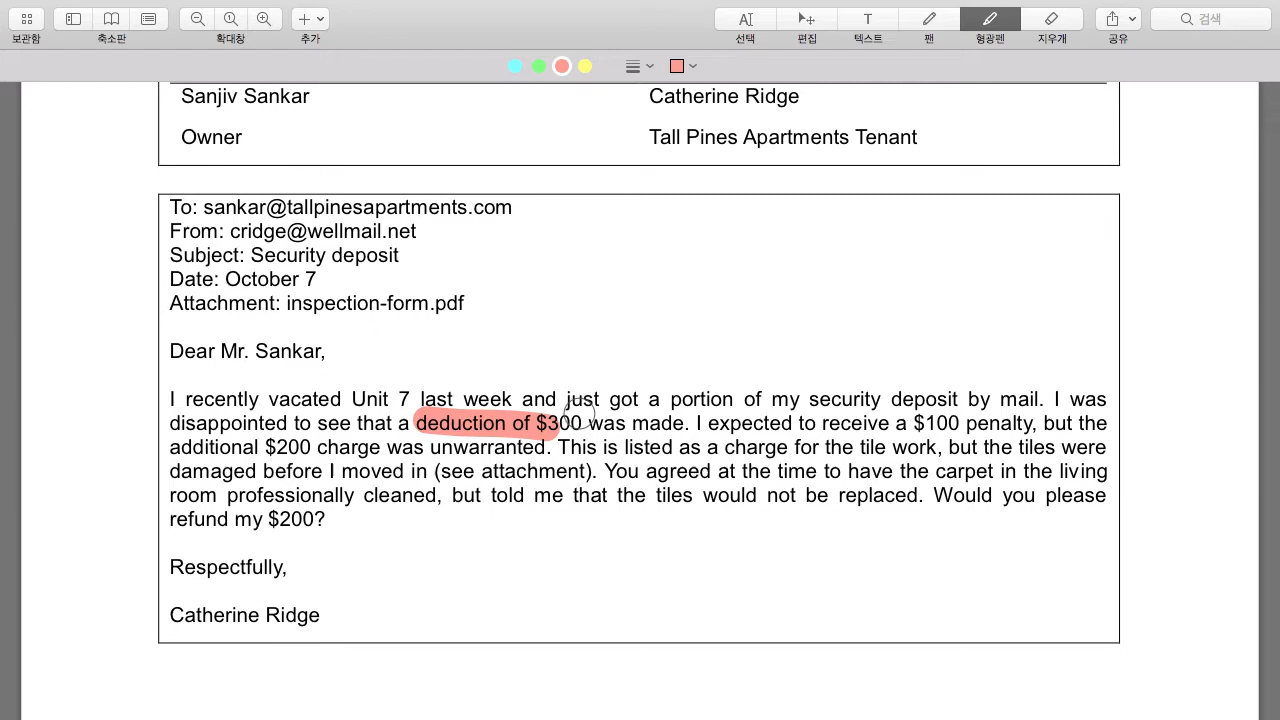 보관함
축소판
확대창
추가
선택
편집
텍스트
펜
형광펜
지우개
공유
검색
Sanjiv Sankar Catherine Ridge
Owner Tall Pines Apartments Tenant
To: sankar@tallpinesapartments.com
From: cridge@wellmail.net
Subject: Security deposit
Date: October 7
Attachment: inspection-form.pdf
Dear Mr. Sankar,
I recently vacated Unit 7 last week and just got a portion of my security deposit by mail. I was
disappointed to see that a deduction of $300 was made. I expected to receive a $100 penalty, but the
additional $200 charge was unwarranted. This is listed as a charge for the tile work, but the tiles were
damaged before I moved in (see attachment). You agreed at the time to have the carpet in the living
room professionally cleaned, but told me that the tiles would not be replaced. Would you please
refund my $200?
Respectfully,
Catherine Ridge